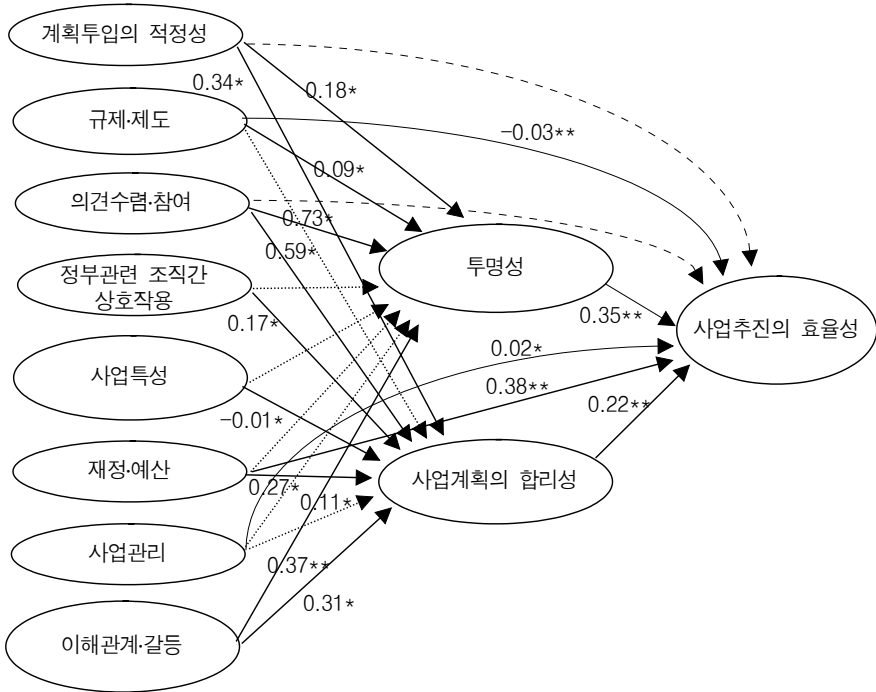 계획투입의 적정성
0.34*
0.18*
규제·제도
-0.03**
0.09*
의견수렴·참여
0.73*
0.59*
투명성
정부관련 조직간
상호작용
0.17*
0.35**
사업추진의 효율성
사업특성
0.02*
0.38**
-0.01*
0.22**
재정·예산
0.27*
0.11*
사업계획의 합리성
사업관리
0.37**
0.31*
이해관계·갈등